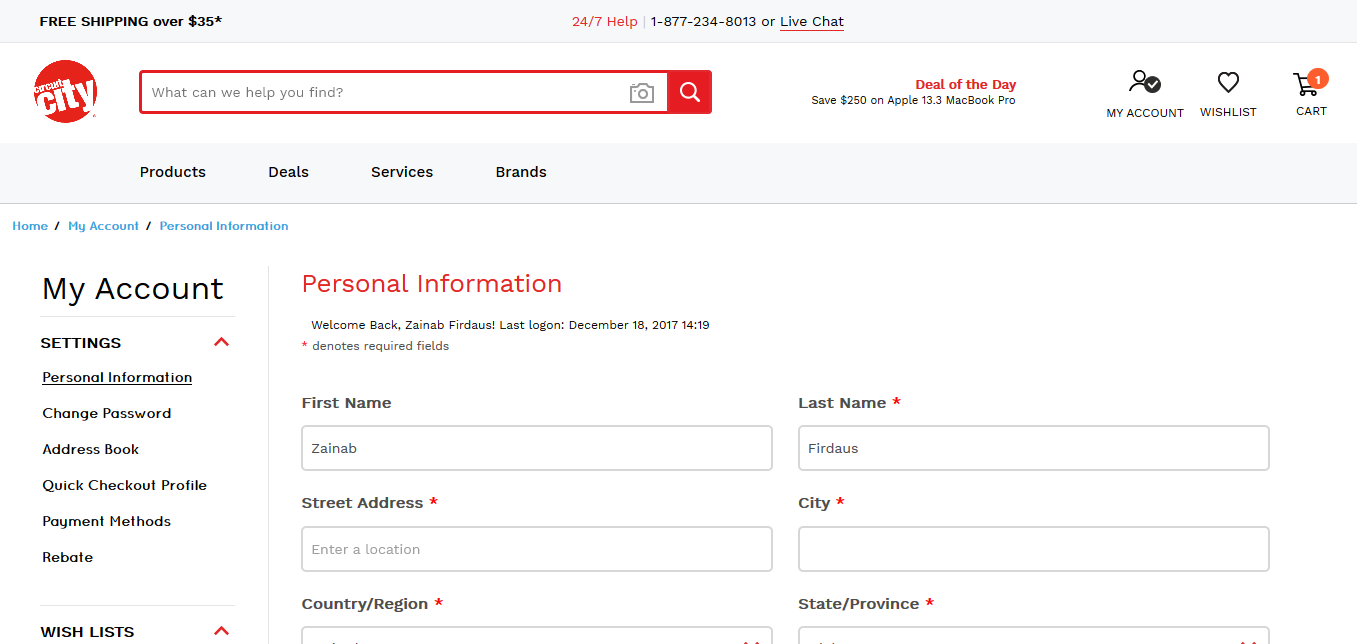 FREE SHIPPING over $35*
24/7 Help | 1-877-234-8013 or Live Chat
circuit
city
What can we help you find?
Deal of the Day
Save $250 on Apple 13.3 MacBook Pro
MY ACCOUNT
WISHLIST
1
CART
Products Deals Services Brands
Home / My Account / Personal Information
My Account
SETTINGS
Personal Information
Change Password
Address Book
Quick Checkout Profile
Payment Methods
Rebate
WISH LISTS
Personal Information
Welcome Back, Zainab Firdaus! Last logon: December 18, 2017 14:19
* denotes required fields
First Name
Zainab
Last Name *
Firdaus
Street Address *
Enter a location
City *
Country/Region *
State/Province *